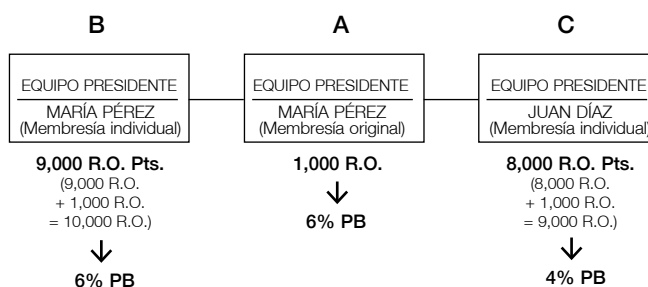 B
EQUIPO PRESIDENTE
MARÍA PÉREZ
(Membresía individual)
9,000 R.O. Pts.
(9,000 R.O.
+ 1,000 R.O.
= 10,000 R.O.)
6% PB
A
EQUIPO PRESIDENTE
MARÍA PÉREZ
(Membresía original)
1,000 R.O.
6% PB
C
EQUIPO PRESIDENTE
JUAN DÍAZ
(Membresía individual)
8,000 R.O. Pts.
(8,000 R.O.
+ 1,000 R.O.
= 9,000 R.O.)
4% PB